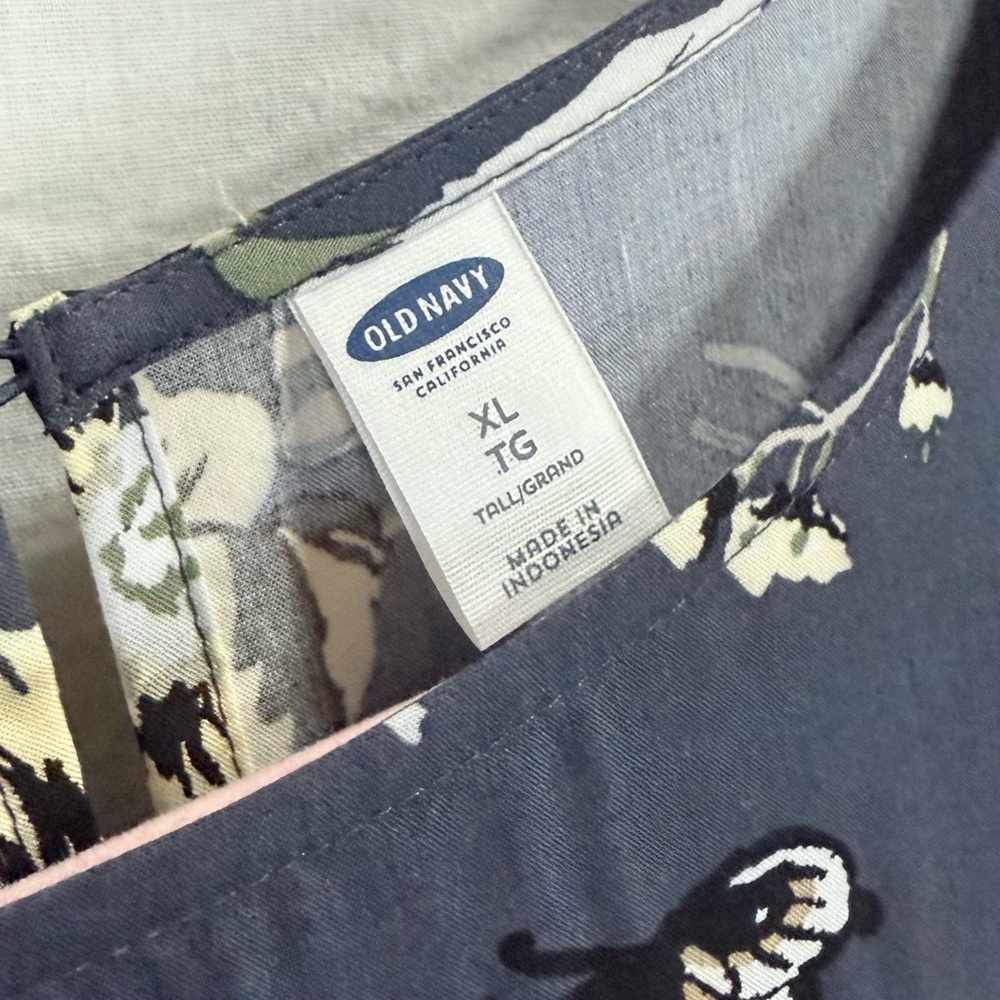 OLD NAVY
SAN FRANCISCO
CALIFORNIA
XL
TG
TALL/GRAND
MADE IN
INDONESIA